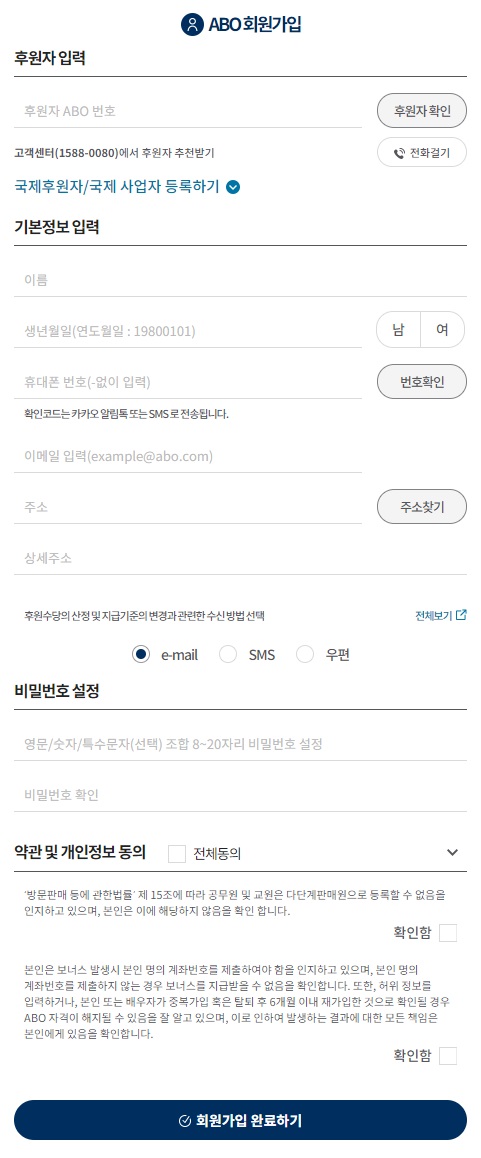 ABO 회원가입
후원자 입력
후원자 ABO 번호
후원자 확인
고객센터(1588-0080)에서 후원자 추천받기
전화걸기
국제후원자/국제 사업자 등록하기
기본정보 입력
이름
생년월일(연도월일 : 19800101)
남 여
휴대폰 번호(-없이 입력)
번호확인
확인코드는 카카오 알림톡 또는 SMS 로 전송됩니다.
이메일 입력(example@abo.com)
주소
주소찾기
상세주소
후원수당의 산정 및 지급기준의 변경과 관련한 수신 방법 선택
전체보기
e-mail SMS 우편
비밀번호 설정
영문/숫자/특수문자(선택) 조합 8~20자리 비밀번호 설정
비밀번호 확인
약관 및 개인정보 동의 전체동의
'방문판매 등에 관한법률' 제 15조에 따라 공무원 및 교원은 다단계판매원으로 등록할 수 없음을
인지하고 있으며, 본인은 이에 해당하지 않음을 확인 합니다.
확인함
본인은 보너스 발생시 본인 명의 계좌번호를 제출하여야 함을 인지하고 있으며, 본인 명의
계좌번호를 제출하지 않는 경우 보너스를 지급받을 수 없음을 확인합니다. 또한, 허위 정보를
입력하거나, 본인 또는 배우자가 중복가입 혹은 탈퇴 후 6개월 이내 재가입한 것으로 확인될 경우
ABO 자격이 해지될 수 있음을 잘 알고 있으며, 이로 인하여 발생하는 결과에 대한 모든 책임은
본인에게 있음을 확인합니다.
확인함
회원가입 완료하기